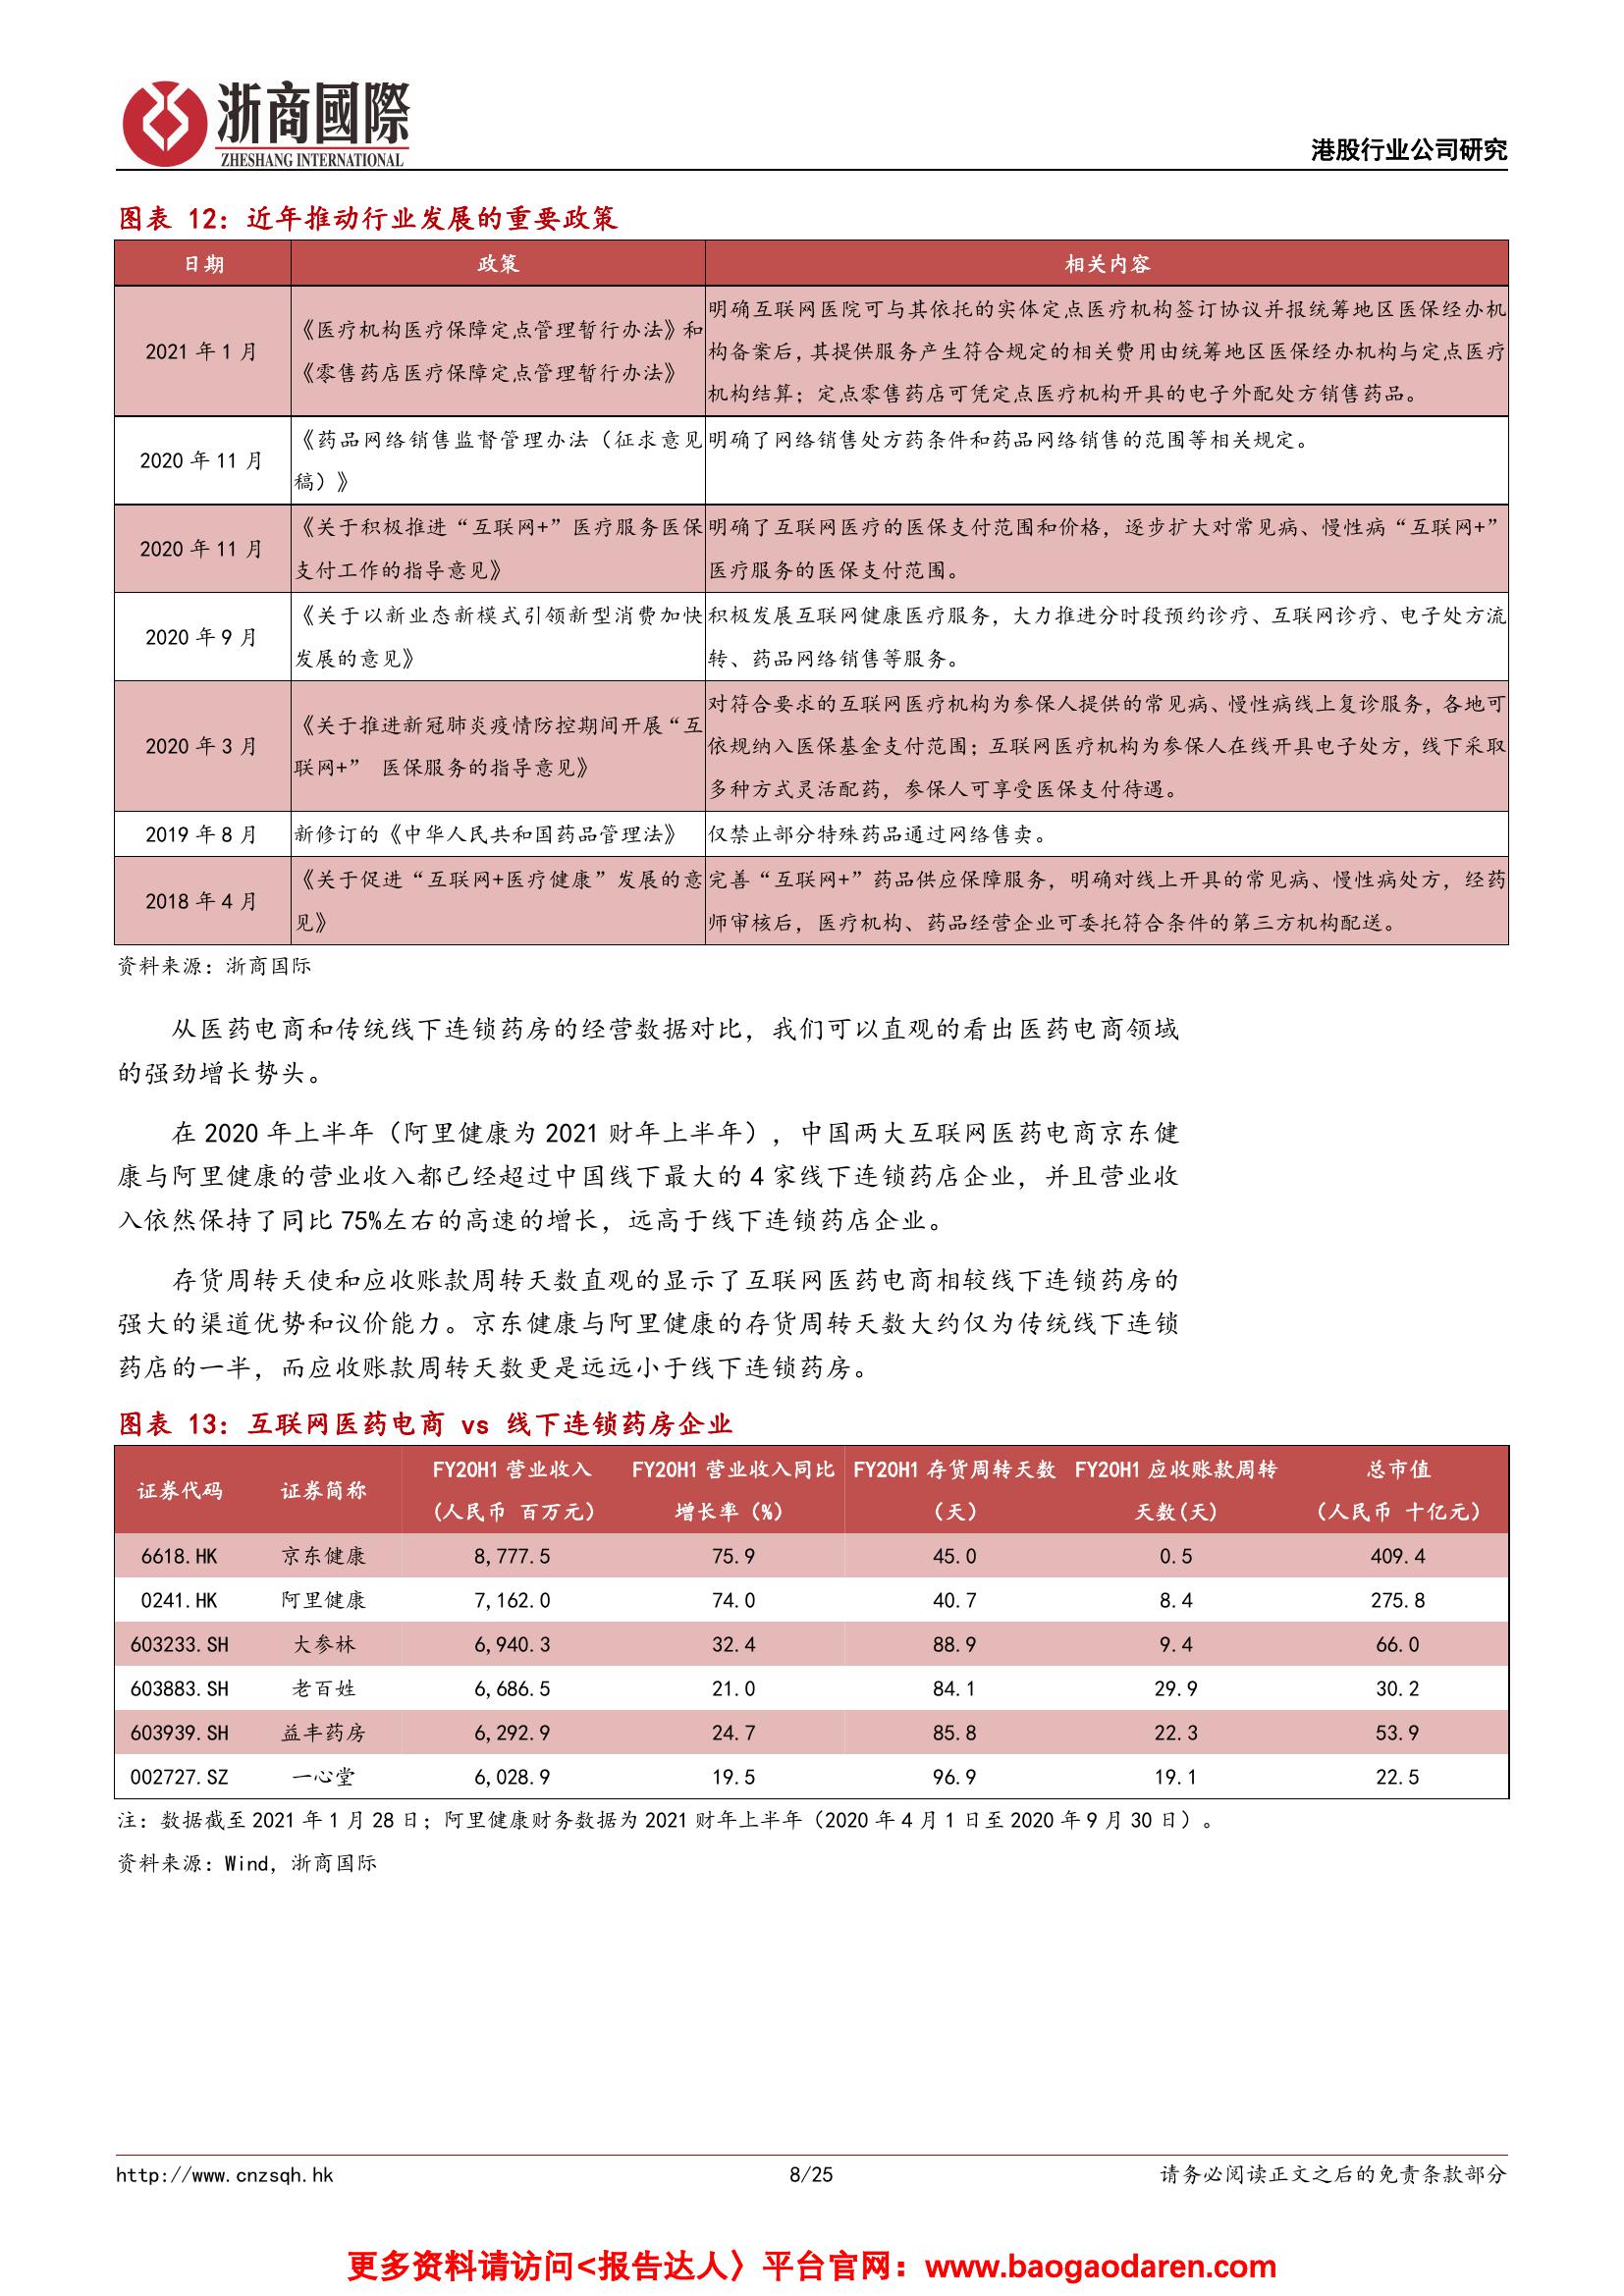 浙商國際
ZHESHANG INTERNATIONAL
港股行业公司研究
图表 12：近年推动行业发展的重要政策
日期 政策 相关内容
2021 年 1 月
《医疗机构医疗保障定点管理暂行办法》和
《零售药店医疗保障定点管理暂行办法》
明确互联网医院可与其依托的实体定点医疗机构签订协议并报统筹地区医保经办机
构备案后，其提供服务产生符合规定的相关费用由统筹地区医保经办机构与定点医疗
机构结算；定点零售药店可凭定点医疗机构开具的电子外配处方销售药品。
2020 年 11 月
《药品网络销售监督管理办法（征求意见
稿）》
明确了网络销售处方药条件和药品网络销售的范围等相关规定。
2020 年 11 月
《关于积极推进“互联网+”医疗服务医保
支付工作的指导意见》
明确了互联网医疗的医保支付范围和价格，逐步扩大对常见病、慢性病“互联网+”
医疗服务的医保支付范围。
2020 年 9 月
《关于以新业态新模式引领新型消费加快
发展的意见》
积极发展互联网健康医疗服务，大力推进分时段预约诊疗、互联网诊疗、电子处方流
转、药品网络销售等服务。
2020 年 3 月
《关于推进新冠肺炎疫情防控期间开展“互
联网+” 医保服务的指导意见》
对符合要求的互联网医疗机构为参保人提供的常见病、慢性病线上复诊服务，各地可
依规纳入医保基金支付范围；互联网医疗机构为参保人在线开具电子处方，线下采取
多种方式灵活配药，参保人可享受医保支付待遇。
2019 年 8 月
新修订的《中华人民共和国药品管理法》
仅禁止部分特殊药品通过网络售卖。
2018 年 4 月
《关于促进“互联网+医疗健康”发展的意
见》
完善“互联网+”药品供应保障服务，明确对线上开具的常见病、慢性病处方，经药
师审核后，医疗机构、药品经营企业可委托符合条件的第三方机构配送。
资料来源：浙商国际
从医药电商和传统线下连锁药房的经营数据对比，我们可以直观的看出医药电商领域
的强劲增长势头。
在 2020 年上半年（阿里健康为 2021 财年上半年），中国两大互联网医药电商京东健
康与阿里健康的营业收入都已经超过中国线下最大的 4 家线下连锁药店企业，并且营业收
入依然保持了同比 75%左右的高速的增长，远高于线下连锁药店企业。
存货周转天使和应收账款周转天数直观的显示了互联网医药电商相较线下连锁药房的
强大的渠道优势和议价能力。京东健康与阿里健康的存货周转天数大约仅为传统线下连锁
药店的一半，而应收账款周转天数更是远远小于线下连锁药房。
图表 13：互联网医药电商 vs 线下连锁药房企业
证券代码 证券简称 FY20H1 营业收入 (人民币 百万元) FY20H1 营业收入同比 增长率 (%) FY20H1 存货周转天数 (天) FY20H1 应收账款周转 天数(天) 总市值 (人民币 十亿元)
6618.HK 京东健康 8,777.5 75.9 45.0 0.5 409.4
0241.HK 阿里健康 7,162.0 74.0 40.7 8.4 275.8
603233.SH 大参林 6,940.3 32.4 88.9 9.4 66.0
603883.SH 老百姓 6,686.5 21.0 84.1 29.9 30.2
603939.SH 益丰药房 6,292.9 24.7 85.8 22.3 53.9
002727.SZ 一心堂 6,028.9 19.5 96.9 19.1 22.5
注：数据截至 2021 年 1 月 28 日；阿里健康财务数据为 2021 财年上半年（2020 年 4 月 1 日至 2020 年 9 月 30 日）。
资料来源：Wind，浙商国际
http://www.cnzsqh.hk 8/25 请务必阅读正文之后的免责条款部分
更多资料请访问<报告达人〉平台官网：www.baogaodaren.com